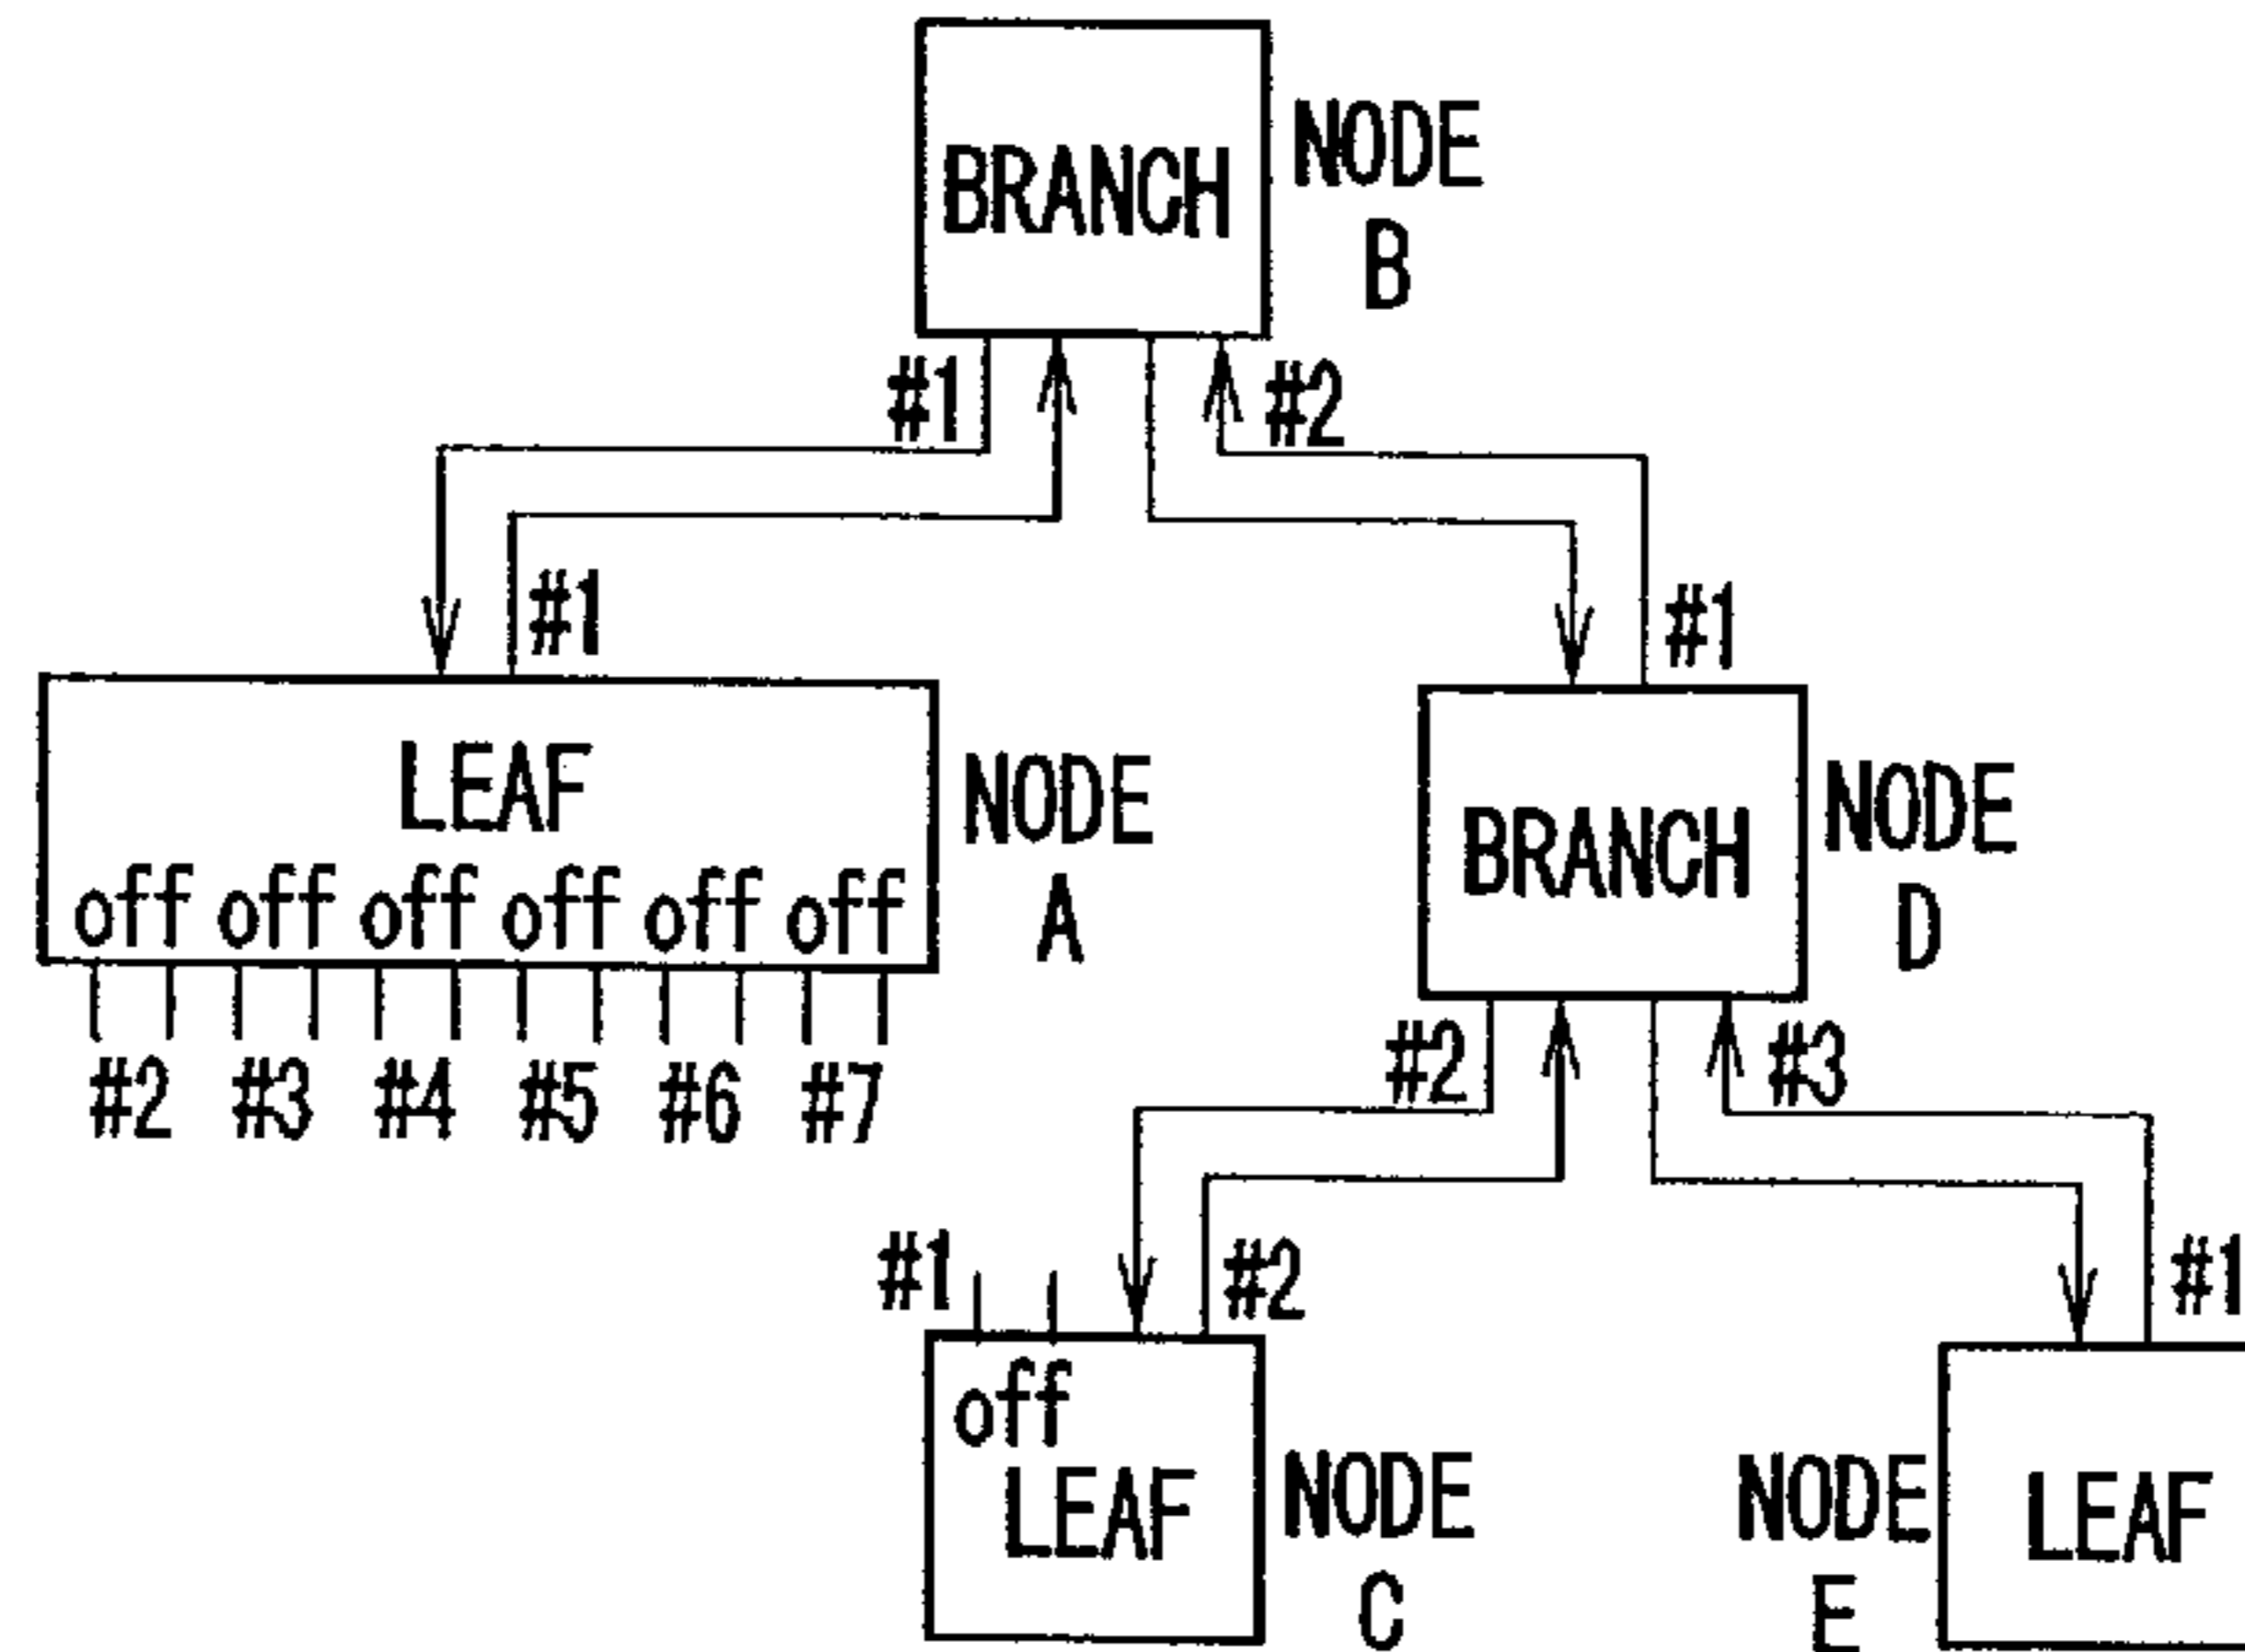 BRANCH
NODE
B
#1
#2
#1
#1
LEAF
NODE
A
off off off off off off
#2 #3 #4 #5 #6 #7
BRANCH
NODE
D
#2
#3
#1
#2
#1
off
LEAF
NODE
C
NODE
E
LEAF